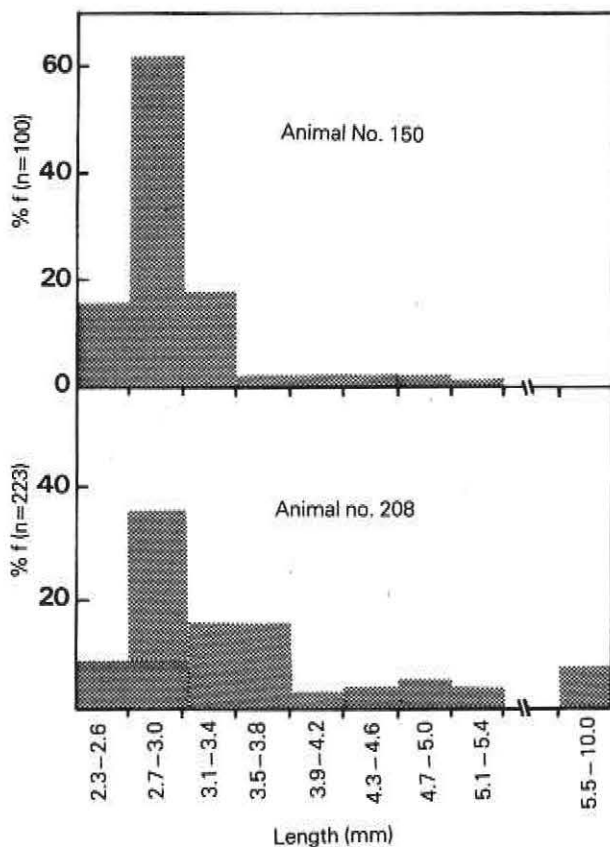 60
40
20
0
% f (n=100)
Animal No. 150
40
20
% f (n=223)
Animal no. 208
2.3 – 2.6
2.7 – 3.0
3.1 – 3.4
3.5 – 3.8
3.9 – 4.2
4.3 – 4.6
4.7 – 5.0
5.1 – 5.4
5.5 – 10.0
Length (mm)